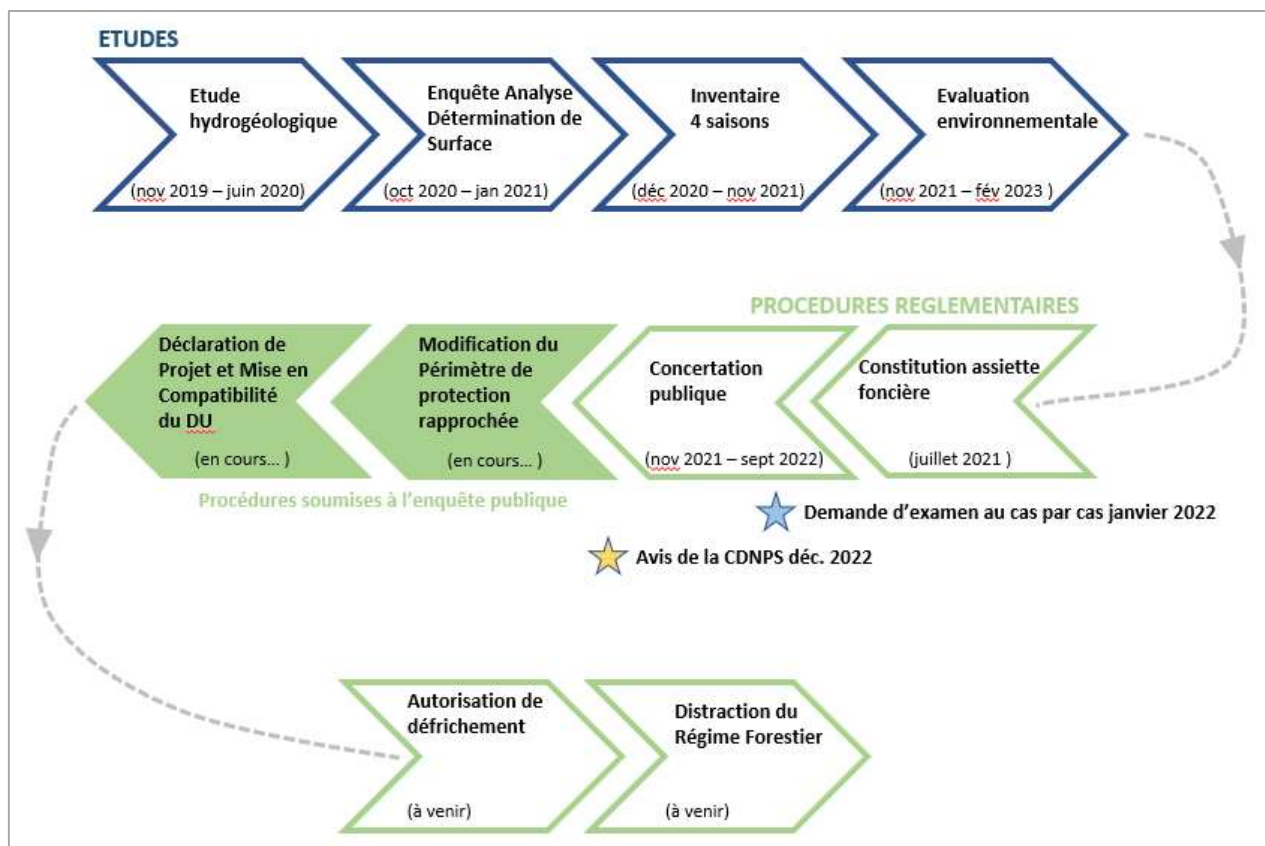 ETUDES
Etude
hydrogéologique
(nov 2019 – juin 2020)
Enquête Analyse
Détermination de
Surface
(oct 2020 – jan 2021)
Inventaire
4 saisons
(déc 2020 – nov 2021)
Evaluation
environnementale
(nov 2021 – fév 2023 )
PROCEDURES REGLEMENTAIRES
Constitution assiette
foncière
(juillet 2021 )
Concertation
publique
(nov 2021 – sept 2022)
Modification du
Périmètre de
protection
rapprochée
(en cours... )
Déclaration de
Projet et Mise en
Compatibilité
du DU
(en cours... )
Procédures soumises à l'enquête publique
Demande d'examen au cas par cas janvier 2022
Avis de la CDNPS déc. 2022
Autorisation de
défrichement
(à venir)
Distraction du
Régime Forestier
(à venir)